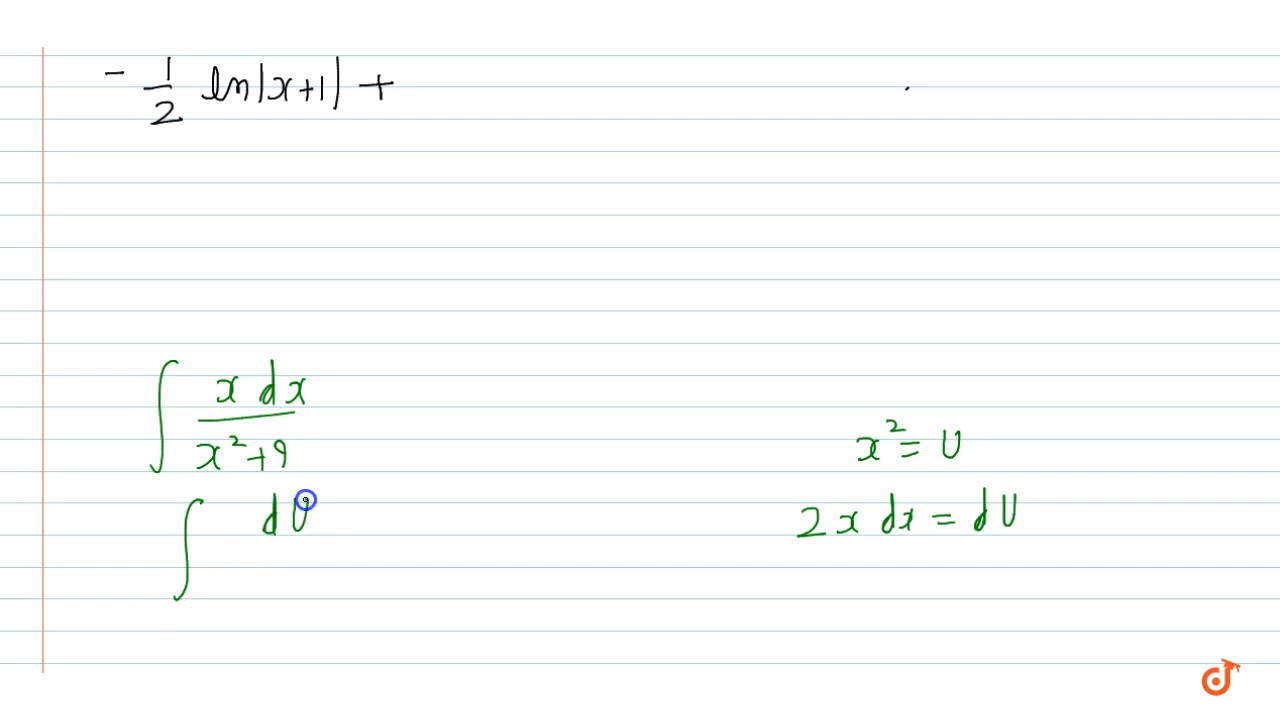 - 1/2 ln|x+1| +
∫ x dx / x²+9
x² = U
∫ dU
2x dx = dU